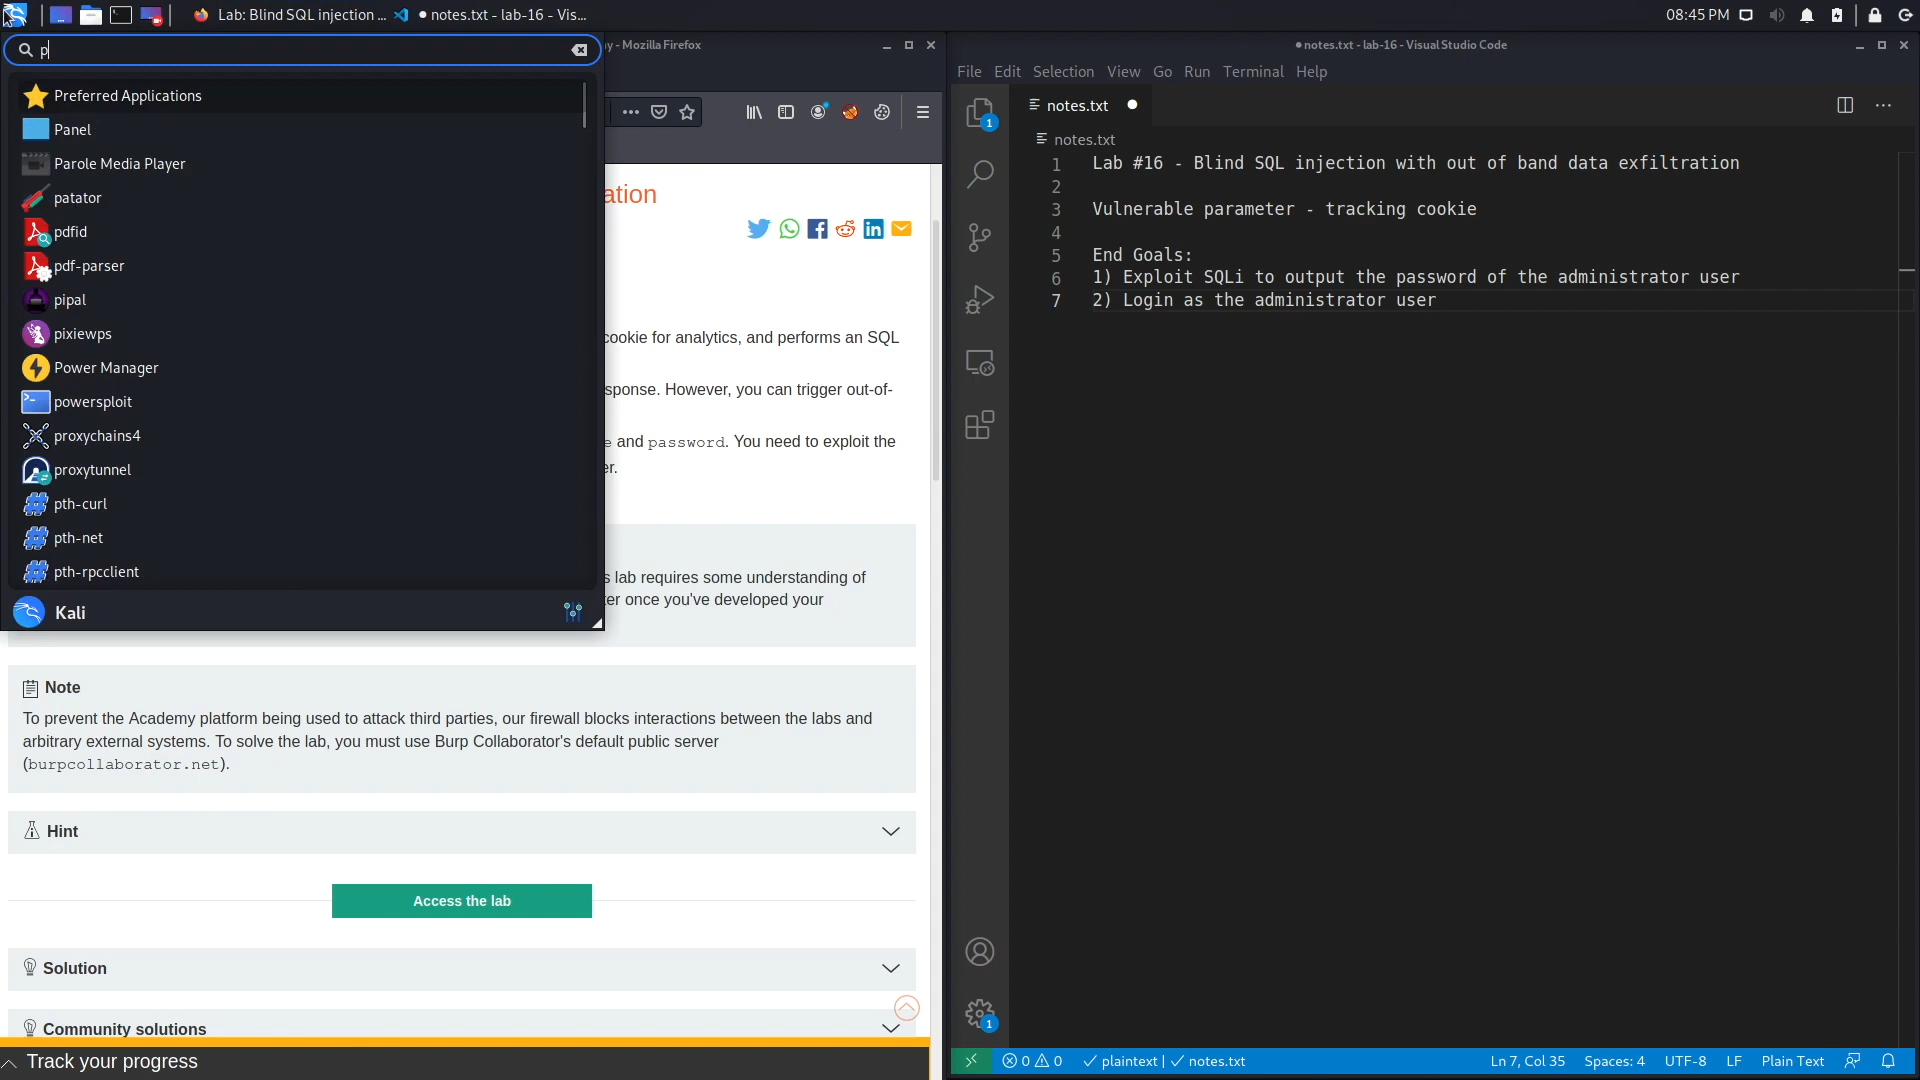 Lab: Blind SQL injection ...
● notes.txt - lab-16 - Vis...
08:45 PM
p
Preferred Applications
Panel
Parole Media Player
patator
pdfid
pdf-parser
pipal
pixiewps
Power Manager
powersploit
proxychains4
proxytunnel
pth-curl
pth-net
pth-rpcclient
Kali
- Mozilla Firefox
ation
cookie for analytics, and performs an SQL
sponse. However, you can trigger out-of-
e and password. You need to exploit the
er.
s lab requires some understanding of
ter once you've developed your
Note
To prevent the Academy platform being used to attack third parties, our firewall blocks interactions between the labs and
arbitrary external systems. To solve the lab, you must use Burp Collaborator's default public server
(burpcollaborator.net).
Hint
Access the lab
Solution
Community solutions
Track your progress
● notes.txt - lab-16 - Visual Studio Code
File Edit Selection View Go Run Terminal Help
notes.txt
notes.txt
1 Lab #16 - Blind SQL injection with out of band data exfiltration
2
3 Vulnerable parameter - tracking cookie
4
5 End Goals:
6 1) Exploit SQLi to output the password of the administrator user
7 2) Login as the administrator user
1
1
0 0 plaintext | notes.txt Ln 7, Col 35 Spaces: 4 UTF-8 LF Plain Text